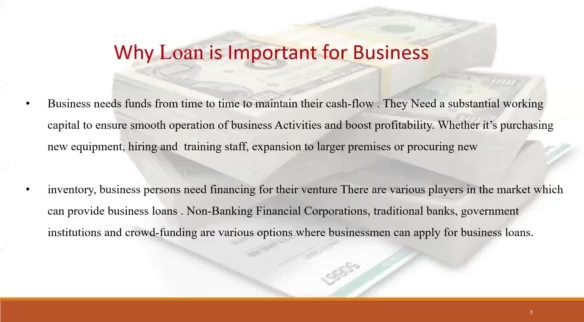 Why Loan is Important for Business
• Business needs funds from time to time to maintain their cash-flow . They Need a substantial working
capital to ensure smooth operation of business Activities and boost profitability. Whether it's purchasing
new equipment, hiring and training staff, expansion to larger premises or procuring new
• inventory, business persons need financing for their venture There are various players in the market which
can provide business loans . Non-Banking Financial Corporations, traditional banks, government
institutions and crowd-funding are various options where businessmen can apply for business loans.